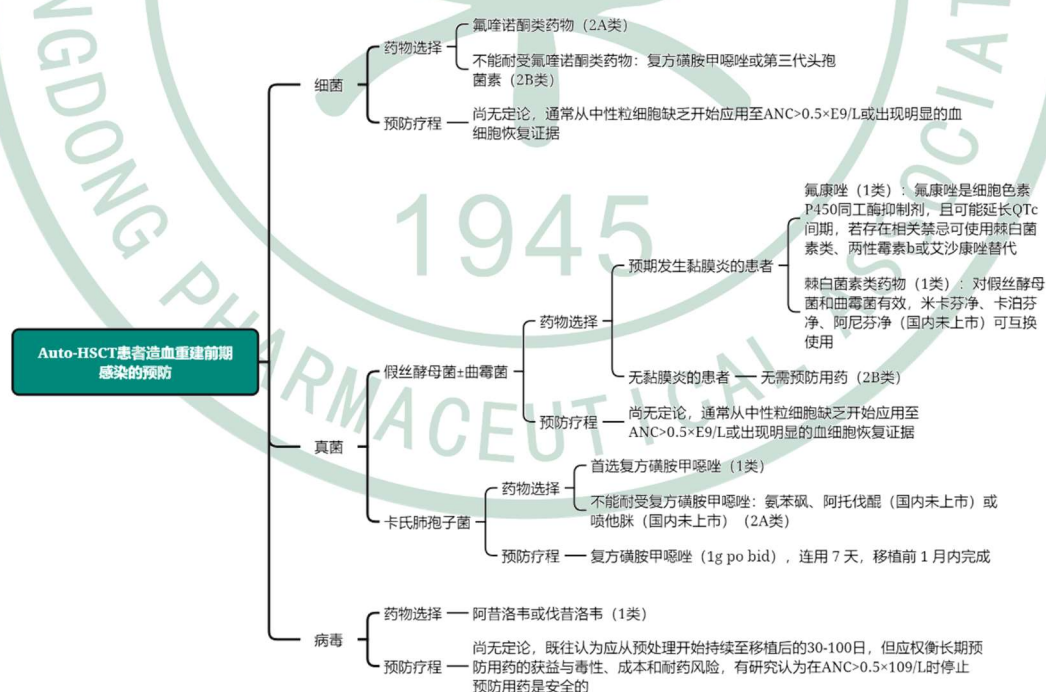 氟喹诺酮类药物（2A类）
药物选择
不能耐受氟喹诺酮类药物：复方磺胺甲噁唑或第三代头孢
菌素（2B类）
细菌
预防疗程
尚无定论，通常从中性粒细胞缺乏开始应用至ANC>0.5×E9/L或出现明显的血
细胞恢复证据
氟康唑（1类）：氟康唑是细胞色素
P450同工酶抑制剂，且可能延长QTc
间期，若存在相关禁忌可使用棘白菌
素类、两性霉素b或艾沙康唑替代
预期发生黏膜炎的患者
棘白菌素类药物（1类）：对假丝酵母
菌和曲霉菌有效，米卡芬净、卡泊芬
净、阿尼芬净（国内未上市）可互换
使用
药物选择
无黏膜炎的患者
无需预防用药（2B类）
假丝酵母菌±曲霉菌
预防疗程
尚无定论，通常从中性粒细胞缺乏开始应用至
ANC>0.5×E9/L或出现明显的血细胞恢复证据
Auto-HSCT患者造血重建前期
感染的预防
真菌
首选复方磺胺甲噁唑（1类）
药物选择
不能耐受复方磺胺甲噁唑：氨苯砜、阿托伐醌（国内未上市）或
喷他脒（国内未上市）（2A类）
卡氏肺孢子菌
预防疗程
复方磺胺甲噁唑（1g po bid），连用 7 天，移植前 1 月内完成
药物选择
阿昔洛韦或伐昔洛韦（1类）
病毒
预防疗程
尚无定论，既往认为应从预处理开始持续至移植后的30-100日，但应权衡长期预
防用药的获益与毒性、成本和耐药风险，有研究认为在ANC>0.5×109/L时停止
预防用药是安全的
1945
NGDONG PHARMACEUTICAL ASSOCIAT